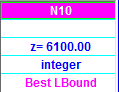 N10
z= 6100.00
integer
Best LBound